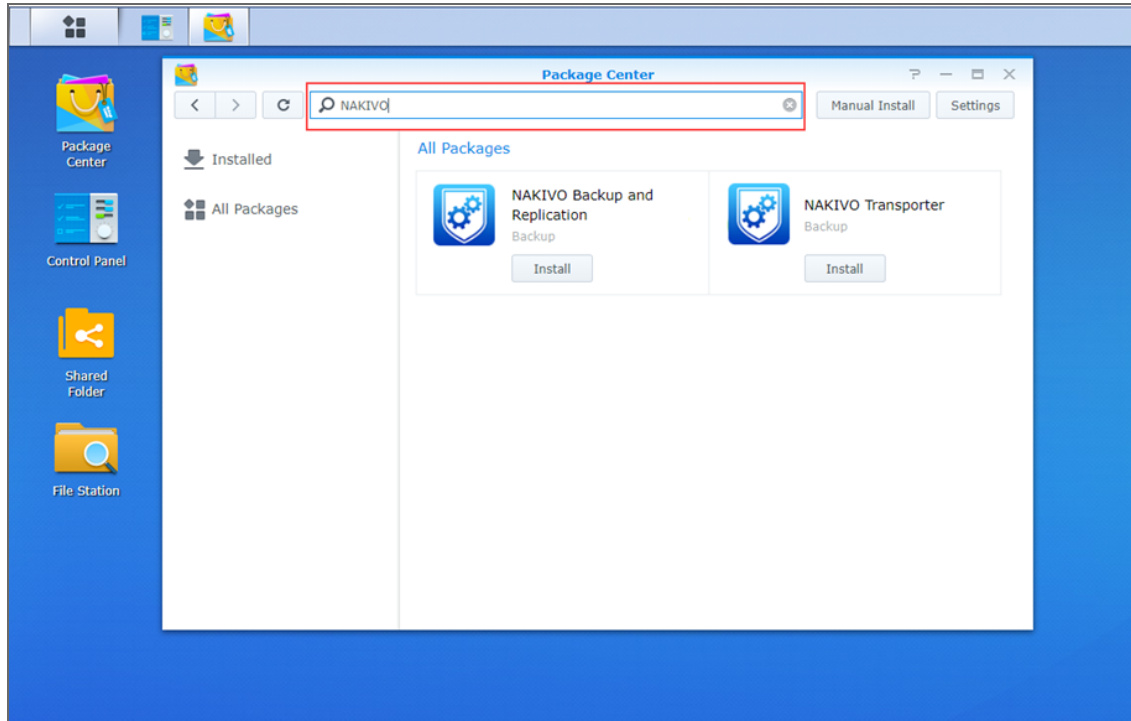 Package Center
NAKIVO
Manual Install
Settings
Package
Center
Control Panel
Shared
Folder
File Station
Installed
All Packages
All Packages
NAKIVO Backup and
Replication
Backup
Install
NAKIVO Transporter
Backup
Install